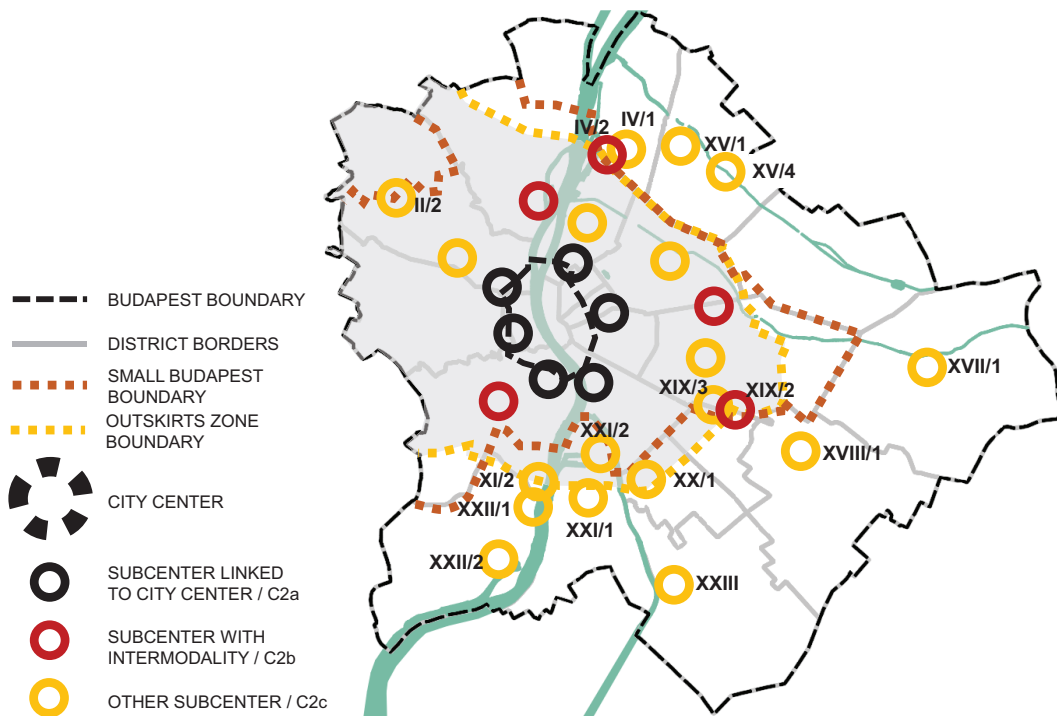 BUDAPEST BOUNDARY
DISTRICT BORDERS
SMALL BUDAPEST
BOUNDARY
OUTSKIRTS ZONE
BOUNDARY
CITY CENTER
SUBCENTER LINKED
TO CITY CENTER / C2a
SUBCENTER WITH
INTERMODALITY / C2b
OTHER SUBCENTER / C2c
IV/2
IV/1
XV/1
XV/4
II/2
XVII/1
XIX/3
XIX/2
XVIII/1
XXI/2
XI/2
XX/1
XXII/1
XXI/1
XXII/2
XXIII